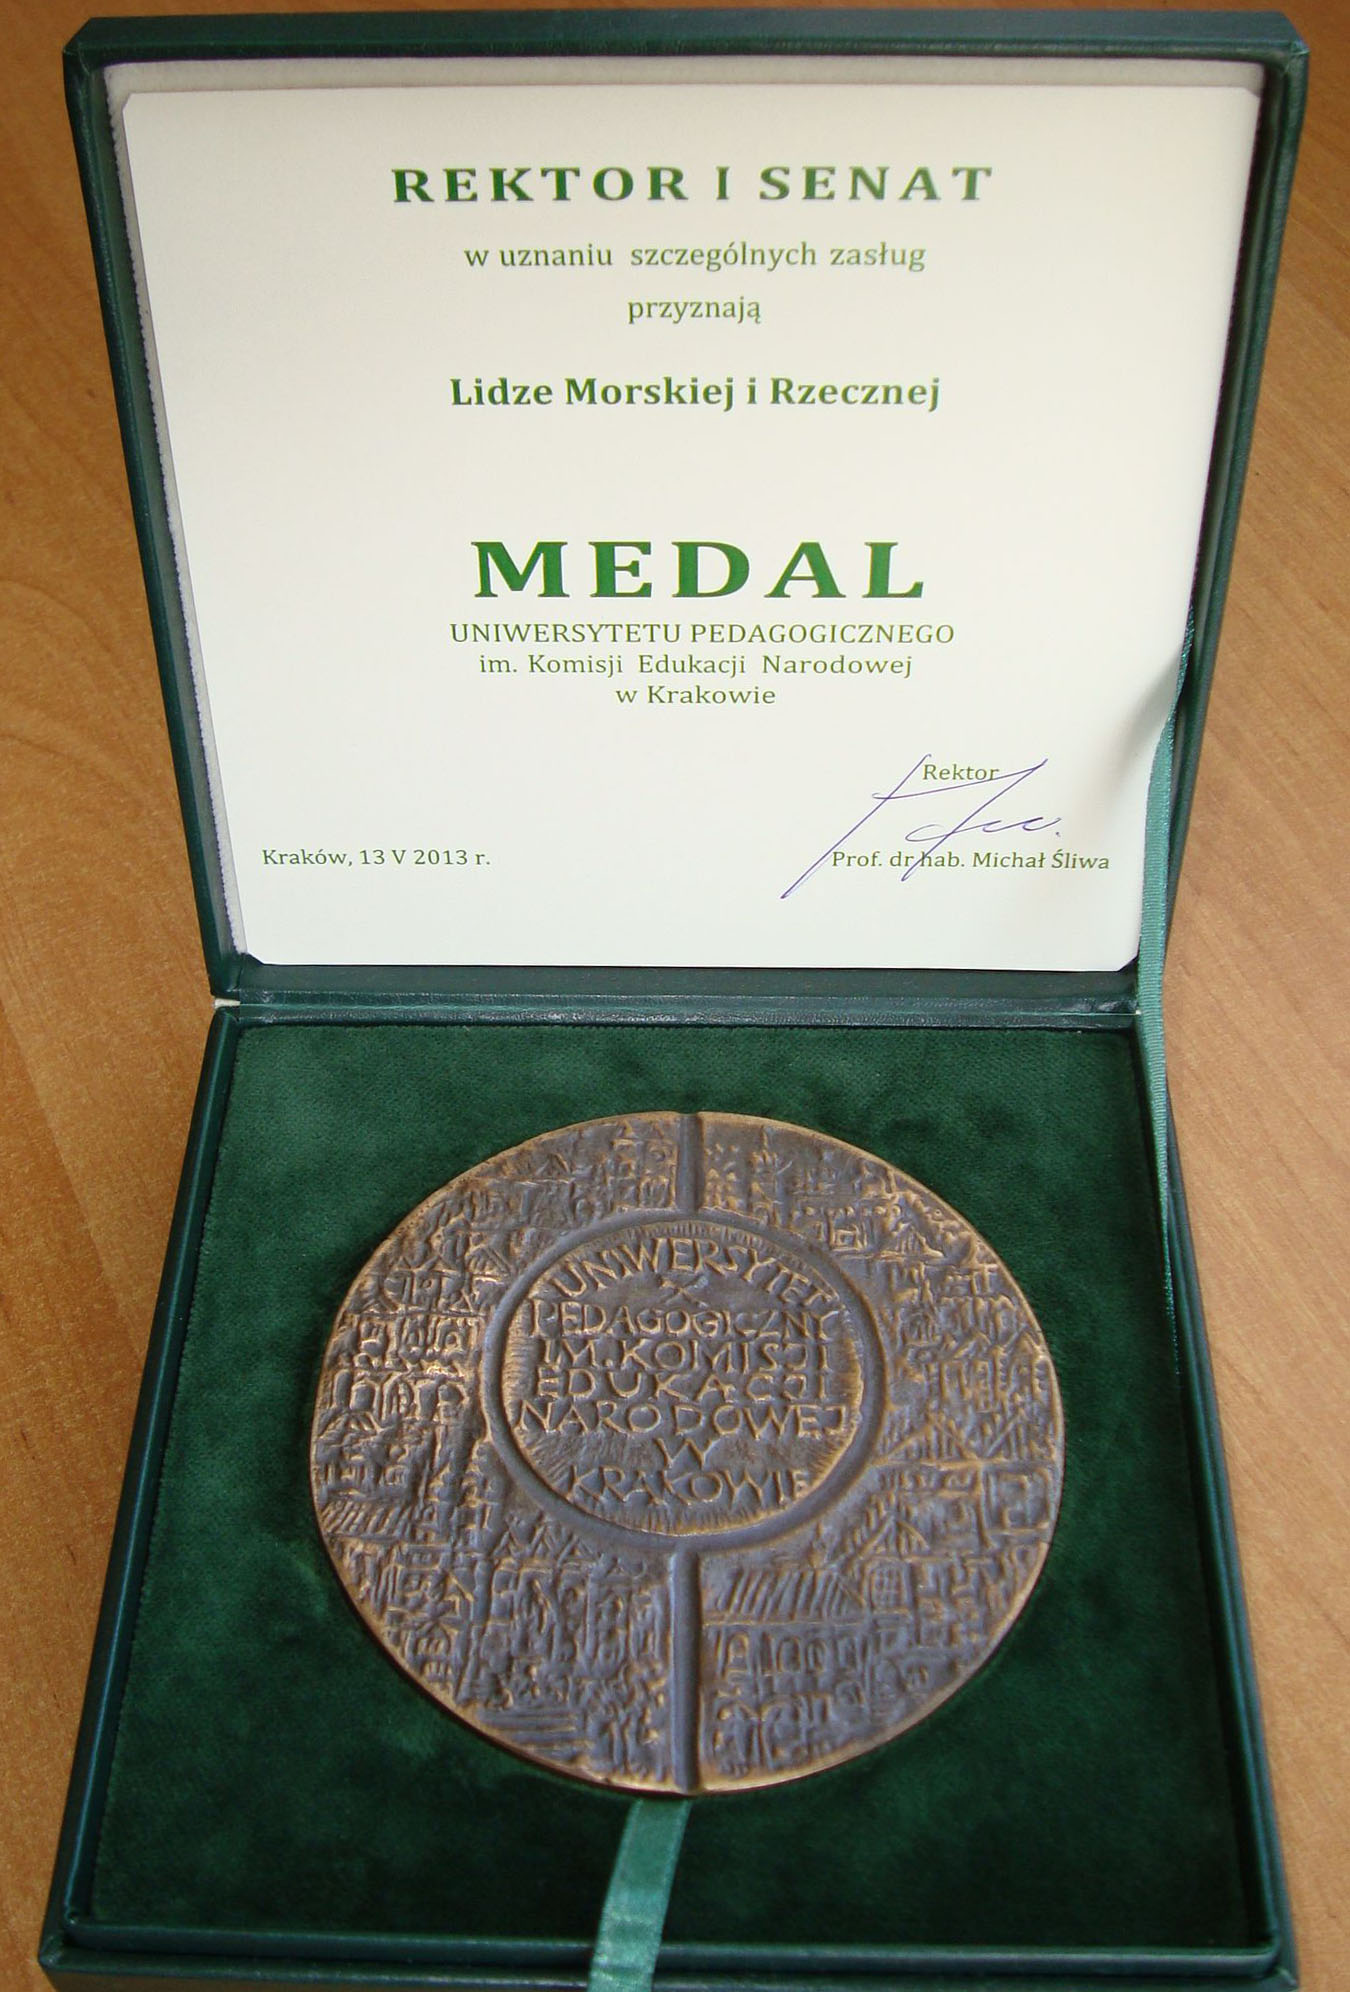 REKTOR I SENAT
w uznaniu szczególnych zasług
przyznają
Lidze Morskiej i Rzecznej
MEDAL
UNIWERSYTETU PEDAGOGICZNEGO
im. Komisji Edukacji Narodowej
w Krakowie
Rektor
Kraków, 13 V 2013 r.
Prof. dr hab. Michał Śliwa
UNIWERSYTET
PEDAGOGICZNY
IM. KOMISJI
EDUKACJI
NARODOWEJ
W
KRAKOWIE